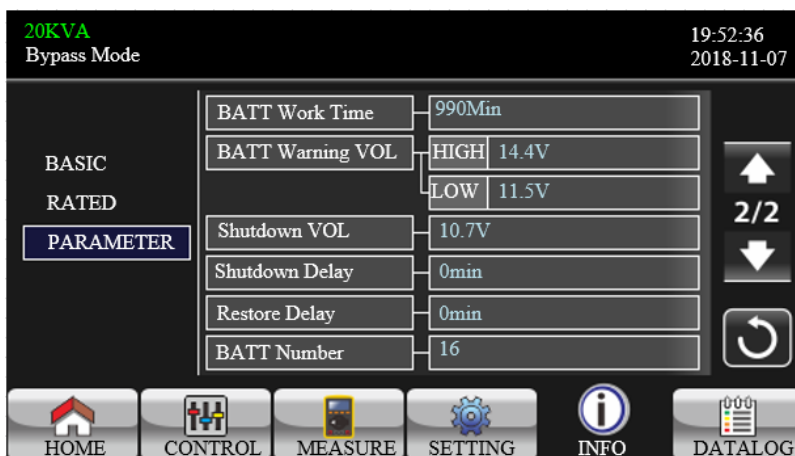 20KVA
19:52:36
Bypass Mode
2018-11-07
BATT Work Time 990Min
BATT Warning VOL HIGH 14.4V
BASIC
LOW 11.5V
RATED
2/2
PARAMETER
Shutdown VOL 10.7V
Shutdown Delay 0min
Restore Delay 0min
BATT Number 16
HOME CONTROL MEASURE SETTING INFO DATALOG